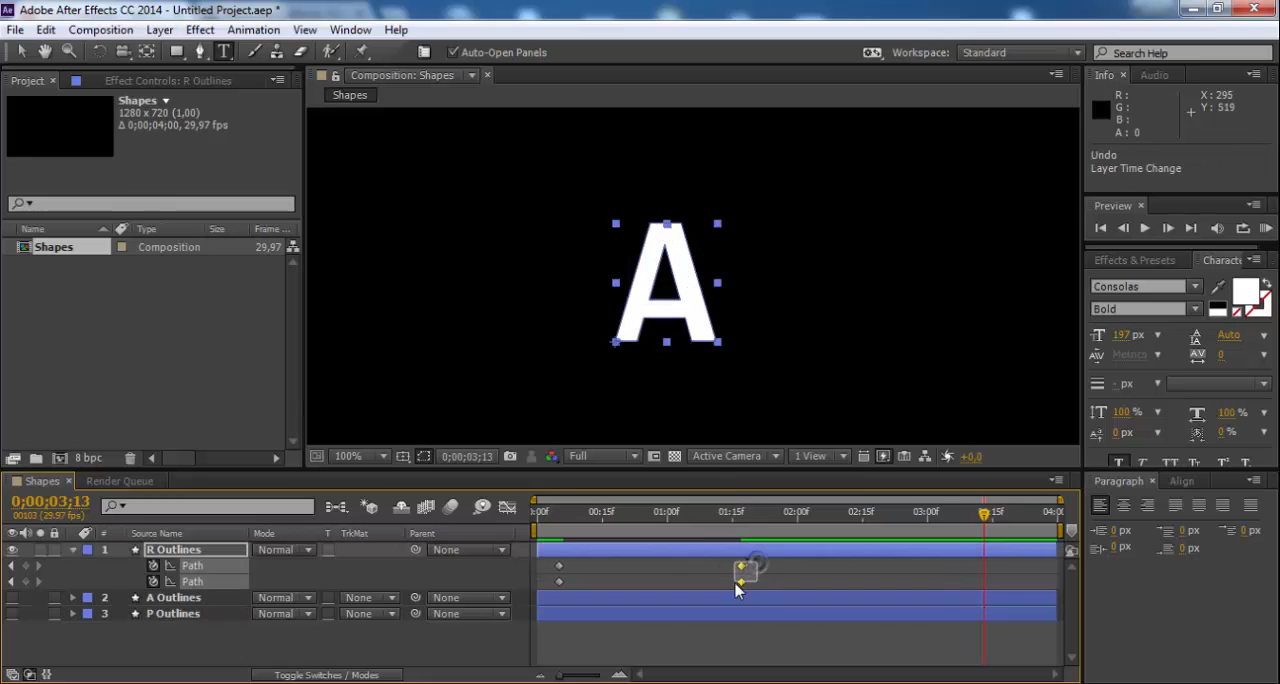 Adobe After Effects CC 2014 - Untitled Project.aep *
File Edit Composition Layer Effect Animation View Window Help
Auto-Open Panels
Workspace: Standard
Search Help
Project Effect Controls: R Outlines
Composition: Shapes
Info Audio
Shapes
1280 x 720 (1,00)
Δ 0;00;04;00, 29,97 fps
Shapes
R :
G :
B :
A : 0
X : 295
Y : 519
Undo
Layer Time Change
Preview
Name Type Size Frame ...
Shapes Composition 29,97
A
Effects & Presets Characte
Consolas
Bold
197 px Auto
Metrics 0
- px
100 % 100 %
0 px 0 %
T T TT Tт T¹ T
8 bpc
100% 0;00;03;13 Full Active Camera 1 View +0,0
Shapes Render Queue
Paragraph Align
0;00;03;13
00103 (29.97 fps)
:00f 00:15f 01:00f 01:15f 02:00f 03:00f 15f 04:0
# Source Name Mode T TrkMat Parent
1 R Outlines Normal None
Path
Path
2 A Outlines Normal None None
3 P Outlines Normal None None
0 px 0 px 0 px
0 px 0 px
Toggle Switches / Modes